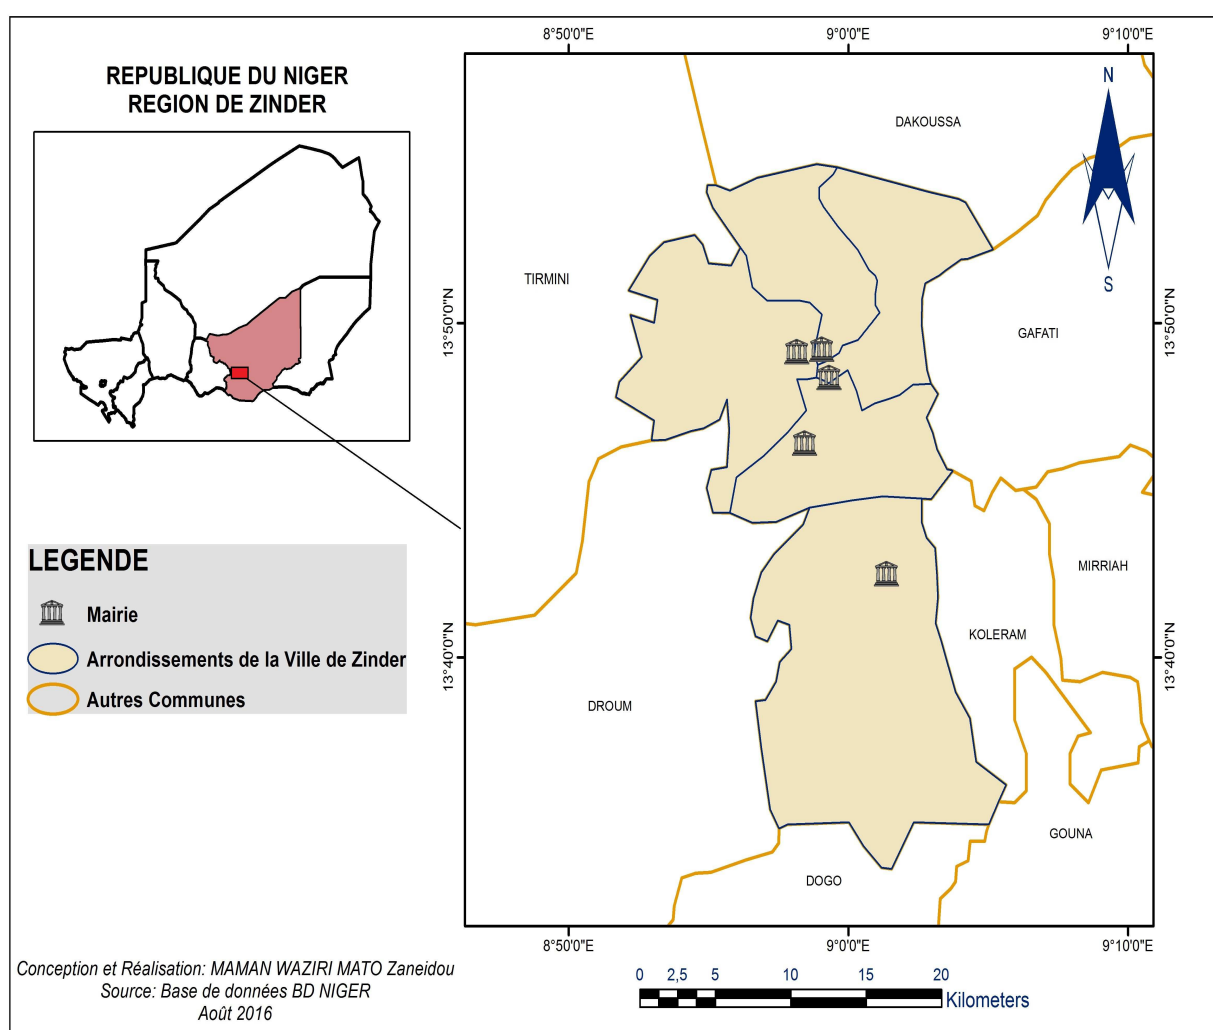 REPUBLIQUE DU NIGER
REGION DE ZINDER
8°50'0"E
9°0'0"E
9°10'0"E
N
S
DAKOUSSA
TIRMINI
GAFATI
13°50'0"N
13°50'0"N
LEGENDE
Mairie
Arrondissements de la Ville de Zinder
Autres Communes
MIRRIAH
KOLERAM
13°40'0"N
13°40'0"N
DROUM
GOUNA
DOGO
8°50'0"E
9°0'0"E
9°10'0"E
Conception et Réalisation: MAMAN WAZIRI MATO Zaneidou
Source: Base de données BD NIGER
Août 2016
0 2,5 5 10 15 20
Kilometers